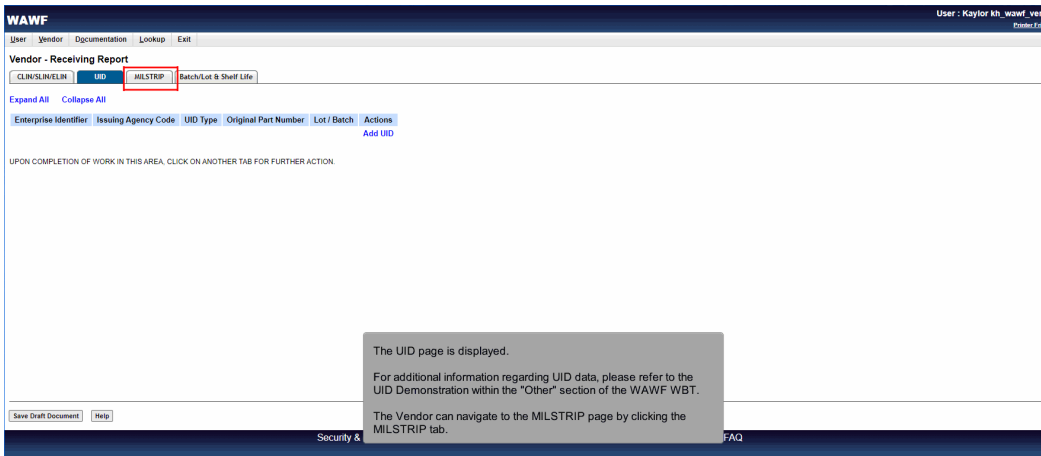 WAWF
User : Kaylor kh_wawf_ver
User Vendor Documentation Lookup Exit
Vendor - Receiving Report
CLIN/SLIN/ELIN UID MILSTRIP Batch/Lot & Shelf Life
Expand All Collapse All
Enterprise Identifier Issuing Agency Code UID Type Original Part Number Lot / Batch Actions
Add UID
UPON COMPLETION OF WORK IN THIS AREA, CLICK ON ANOTHER TAB FOR FURTHER ACTION.
The UID page is displayed.
For additional information regarding UID data, please refer to the
UID Demonstration within the "Other" section of the WAWF WBT.
The Vendor can navigate to the MILSTRIP page by clicking the
MILSTRIP tab.
Save Draft Document Help
Security & FAQ